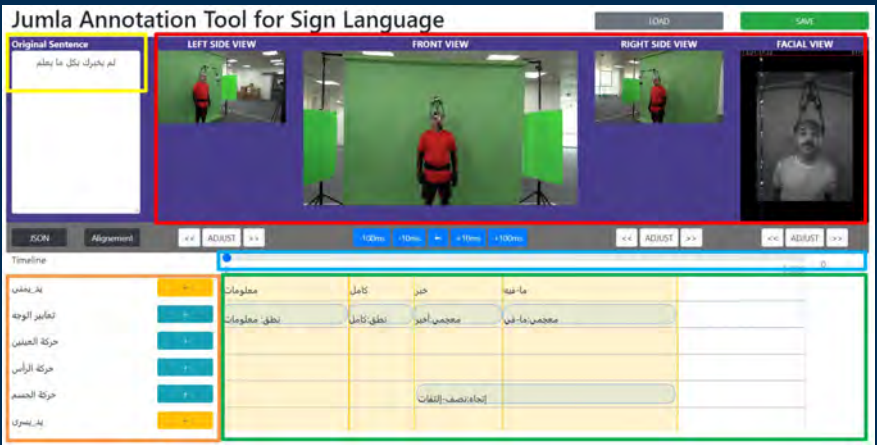 Jumla Annotation Tool for Sign Language
LOAD
SAVE
Original Sentence
LEFT SIDE VIEW
FRONT VIEW
RIGHT SIDE VIEW
FACIAL VIEW
لم يخبرك بكل ما يعلم
JSON
Alignement
<< ADJUST >>
-100ms -10ms +10ms +100ms
<< ADJUST >>
<< ADJUST >>
Timeline
0
يد_يمنى
+
معلومات
كامل
خبر
ما-فيه
تعابير الوجه
+
نطق: معلومات
نطق:كامل
معجمي:أخبر
معجمي:ما-في
حركة العينين
+
حركة الرأس
+
حركة الجسم
+
إتجاه:نصف-إلتفات
يد_يسرى
+